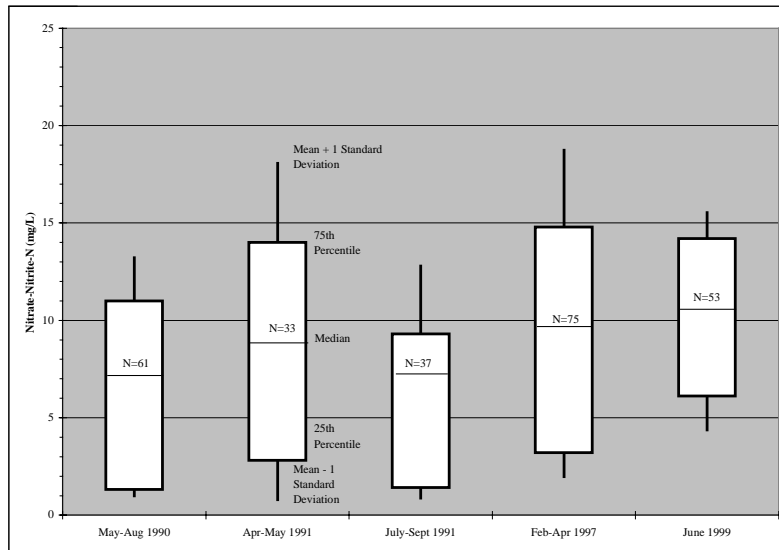 25
20
15
10
5
0
Nitrate-Nitrite-N (mg/L)
Mean + 1 Standard
Deviation
75th
Percentile
Median
25th
Percentile
Mean - 1
Standard
Deviation
N=61
N=33
N=37
N=75
N=53
May-Aug 1990
Apr-May 1991
July-Sept 1991
Feb-Apr 1997
June 1999